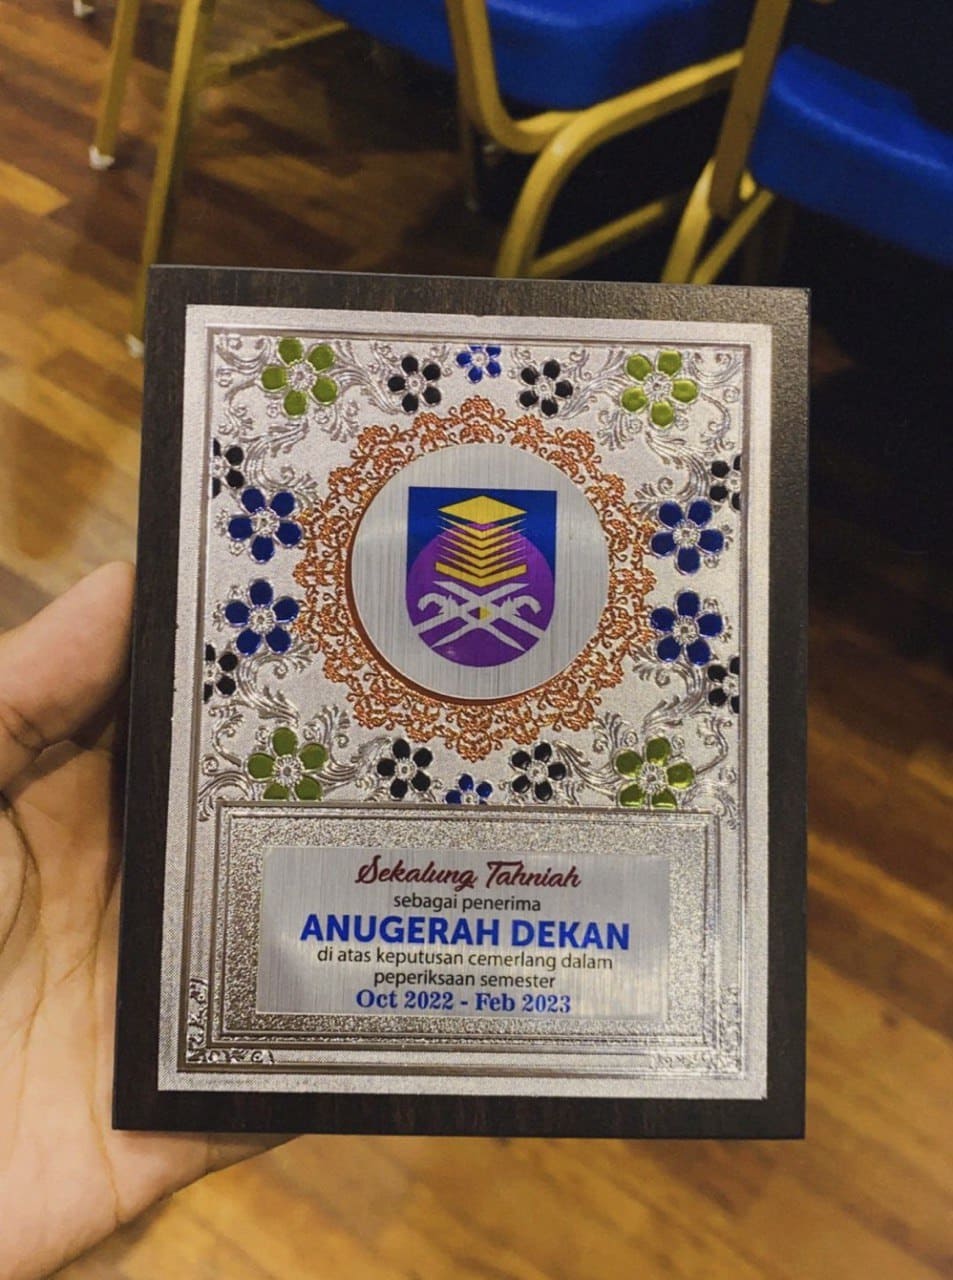 Sekalung Tahniah
sebagai penerima
ANUGERAH DEKAN
di atas keputusan cemerlang dalam
peperiksaan semester
Oct 2022 - Feb 2023